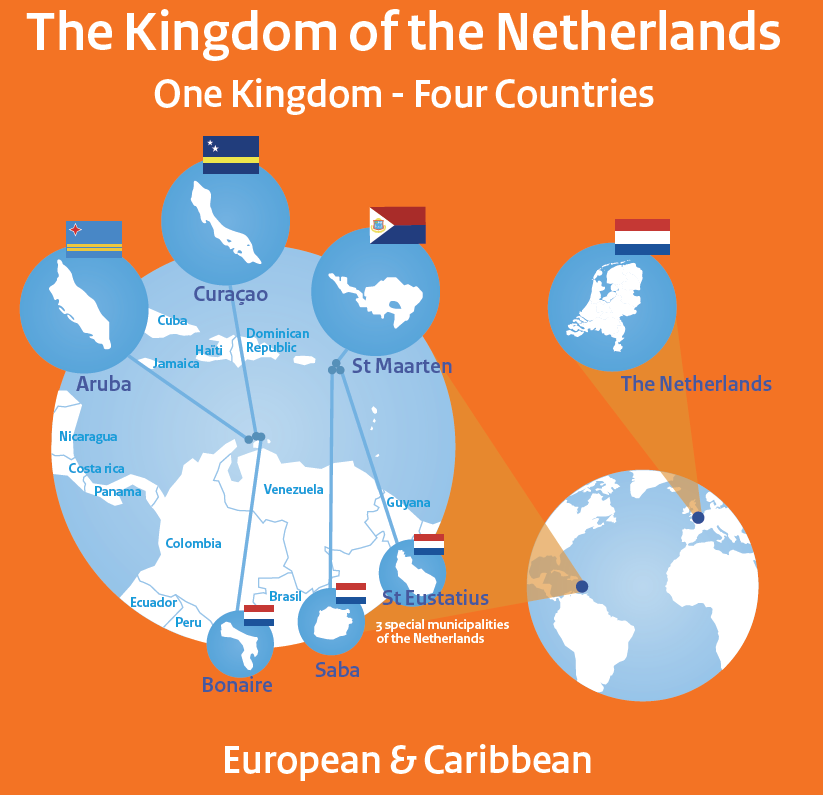 The Kingdom of the Netherlands
One Kingdom - Four Countries
Curaçao
Aruba
St Maarten
The Netherlands
Cuba
Haïti
Jamaica
Dominican
Republic
Nicaragua
Costa rica
Panama
Venezuela
Guyana
Colombia
Ecuador
Peru
Brasil
St Eustatius
3 special municipalities
of the Netherlands
Saba
Bonaire
European & Caribbean